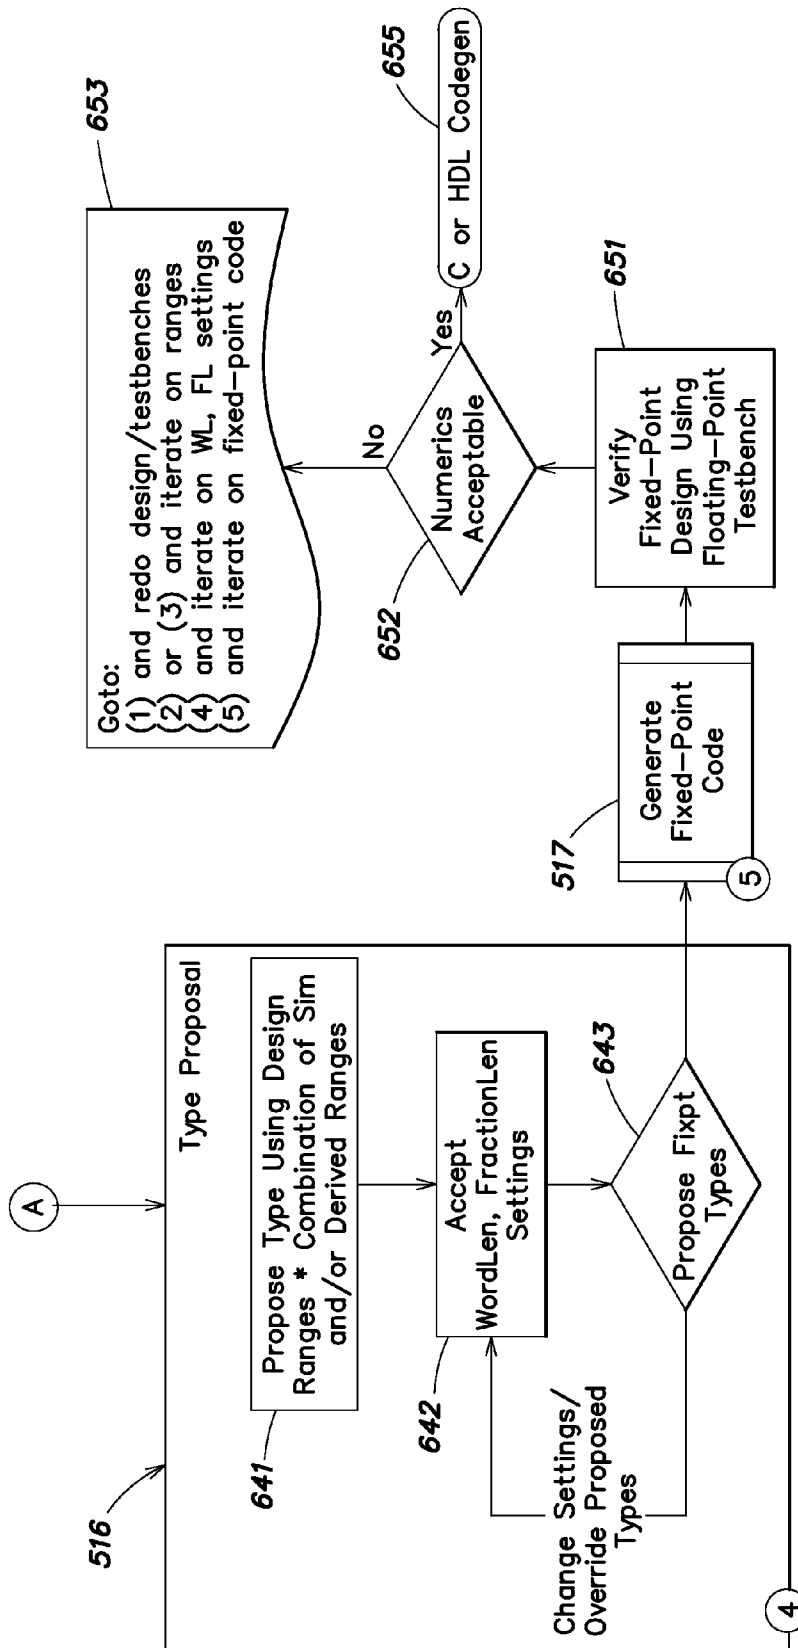 A
516
Type Proposal
641
Propose Type Using Design
Ranges * Combination of Sim
and/or Derived Ranges
642
Accept
WordLen, FractionLen
Settings
643
Propose Fixpt
Types
Change Settings/
Override Proposed
Types
4
517
Generate
Fixed-Point
Code
5
651
Verify
Fixed-Point
Design Using
Floating-Point
Testbench
652
Numerics
Acceptable
No
Yes
653
Goto:
(1) and redo design/testbenches
(2) or (3) and iterate on ranges
(4) and iterate on WL, FL settings
(5) and iterate on fixed-point code
655
C or HDL Codegen